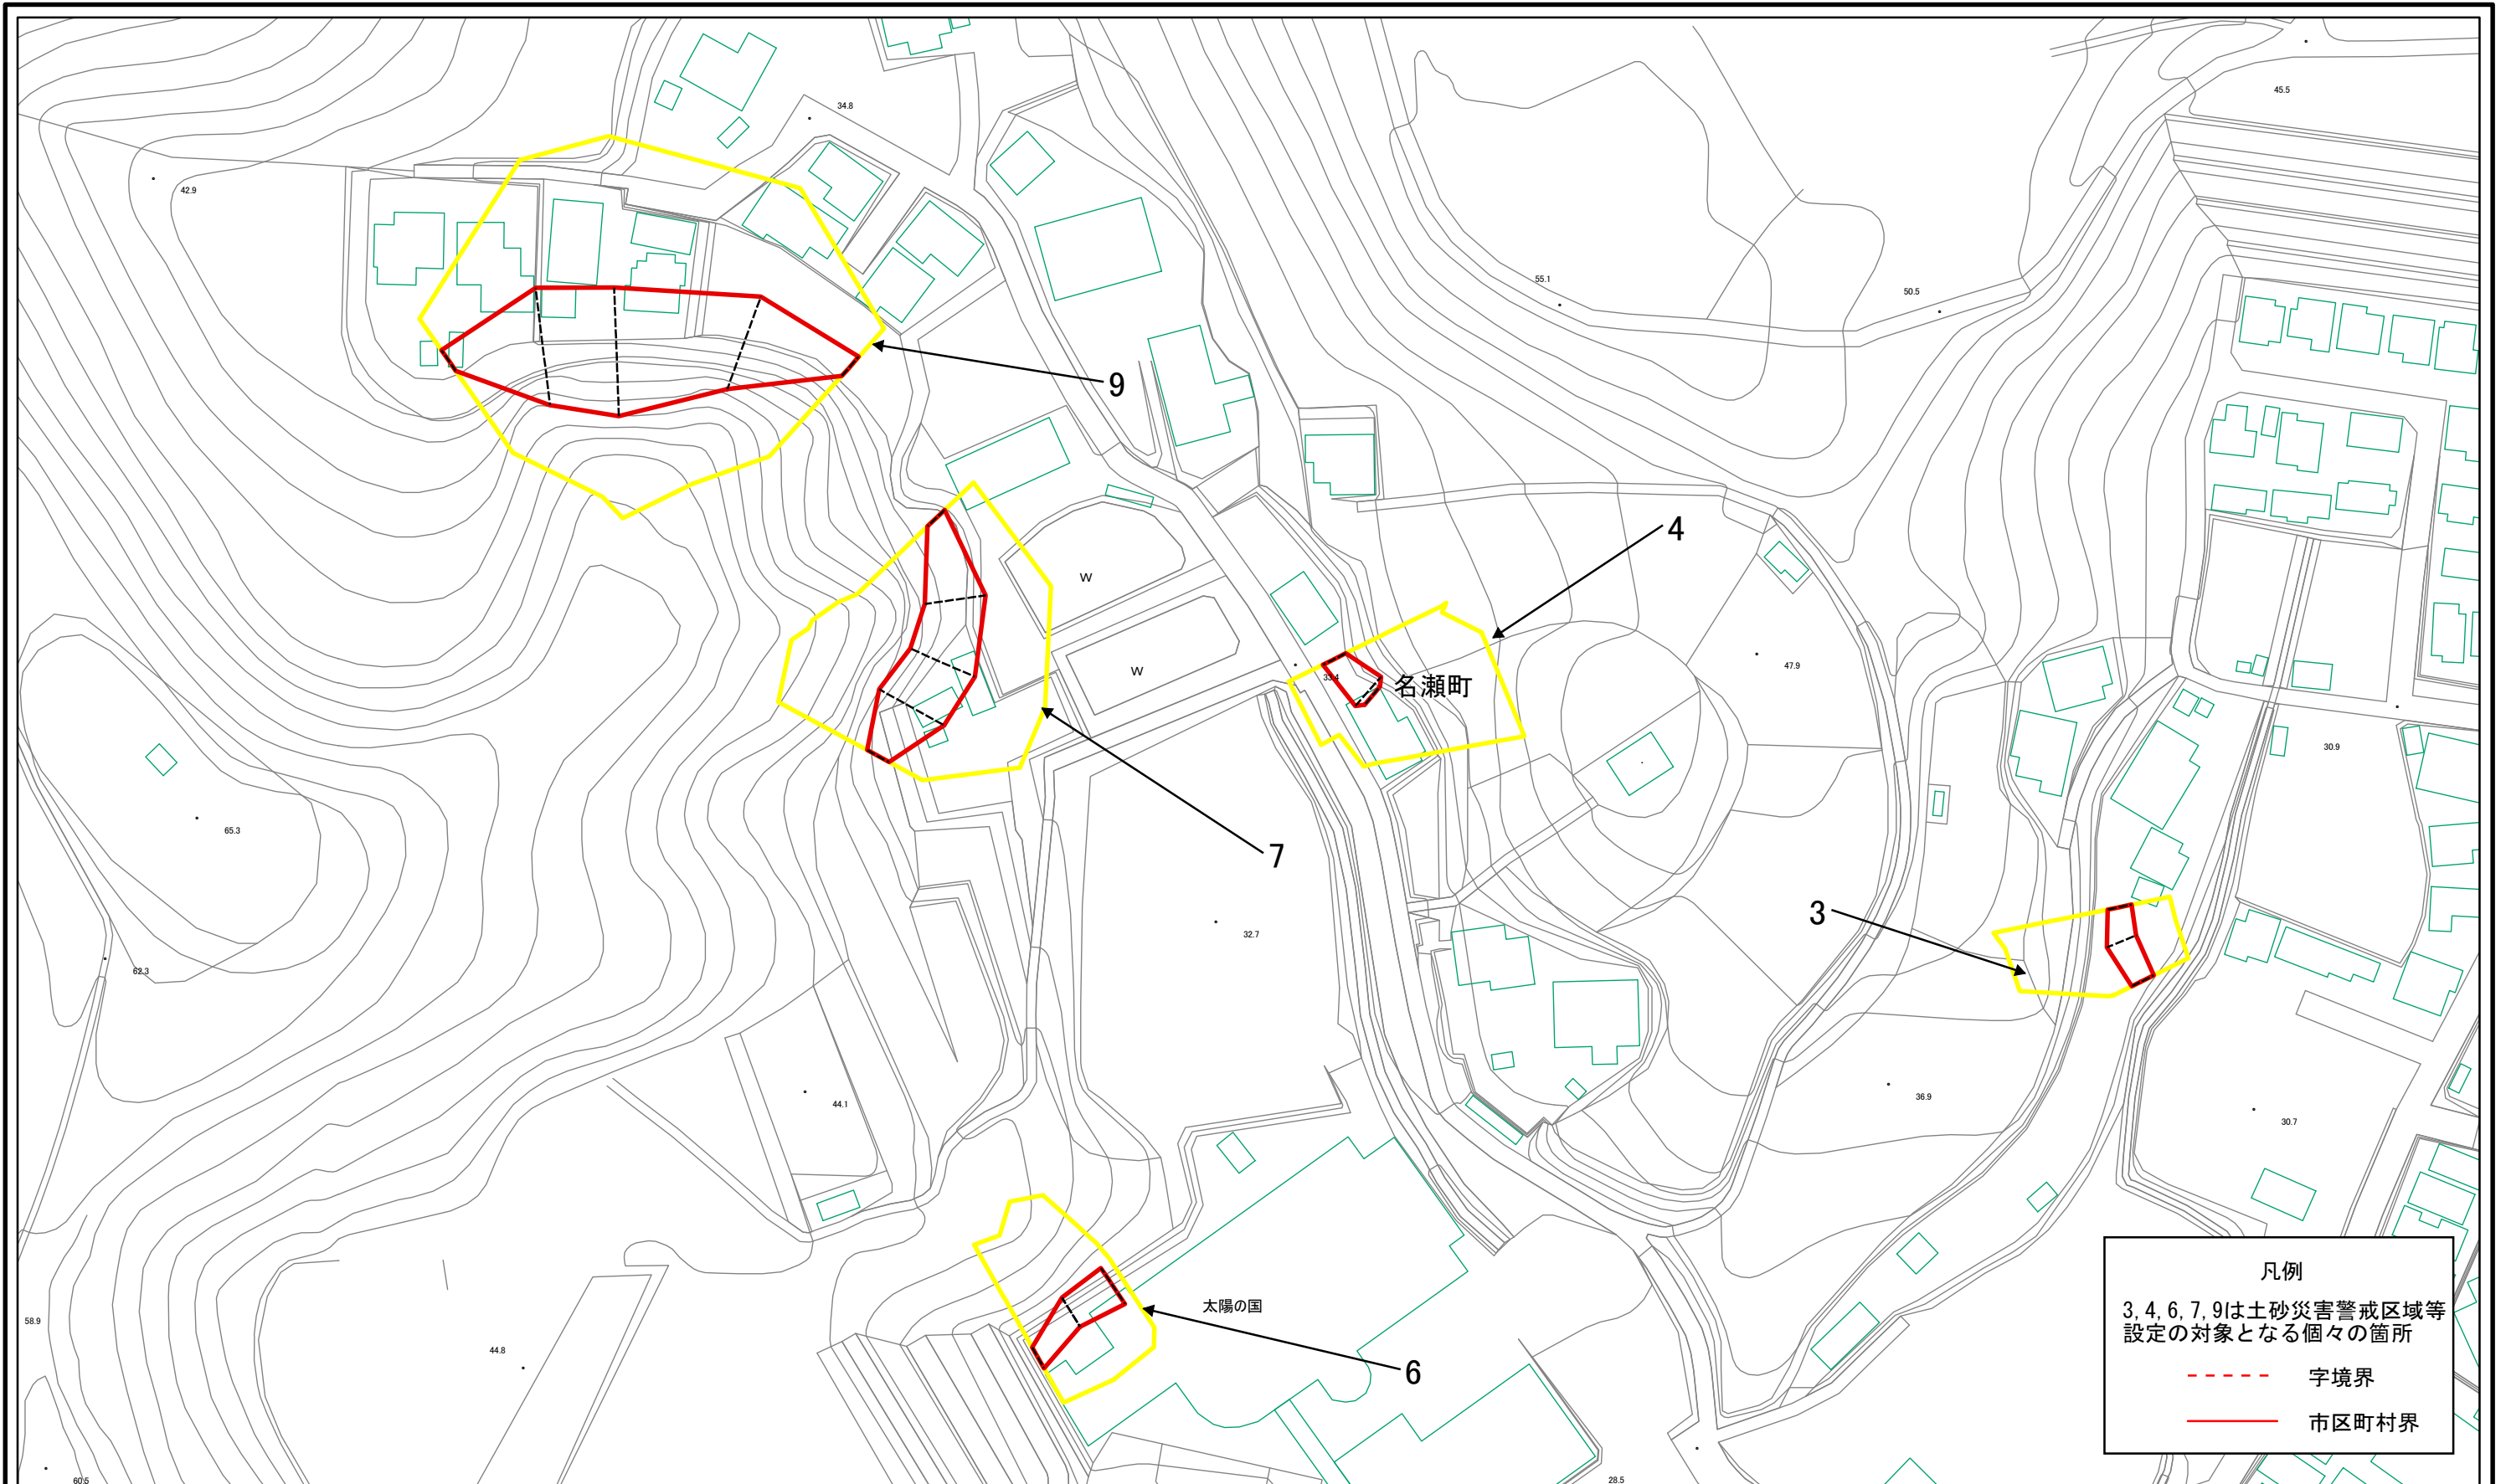 34.8
45.5
42.9
55.1
50.5
9
4
W
47.9
33.4
名瀬町
W
30.9
65.3
7
3
32.7
62.3
44.1
36.9
30.7
太陽の国
58.9
44.8
6
60.5
28.5
凡例
3,4,6,7,9は土砂災害警戒区域等
設定の対象となる個々の箇所
字境界
市区町村界